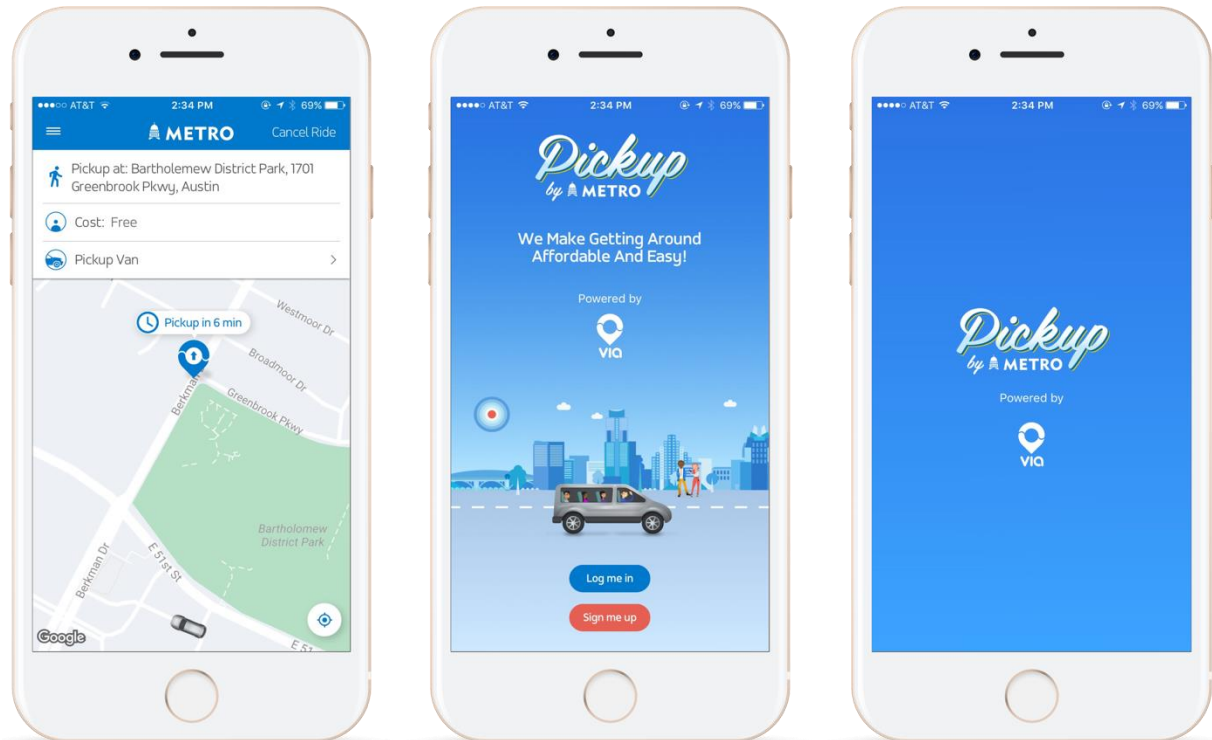 AT&T 2:34 PM 69%
METRO Cancel Ride
Pickup at: Bartholemew District Park, 1701
Greenbrook Pkwy, Austin
Cost: Free
Pickup Van
Westmoor Dr
Pickup in 6 min
Broadmoor Dr
Berkman
Greenbrook Pkwy
Bartholomew
District Park
Berkman Dr
E 51st St
Google
E 51
AT&T 2:34 PM 69%
Pickup
by METRO
We Make Getting Around
Affordable And Easy!
Powered by
via
Log me in
Sign me up
AT&T 2:34 PM 69%
Pickup
by METRO
Powered by
via